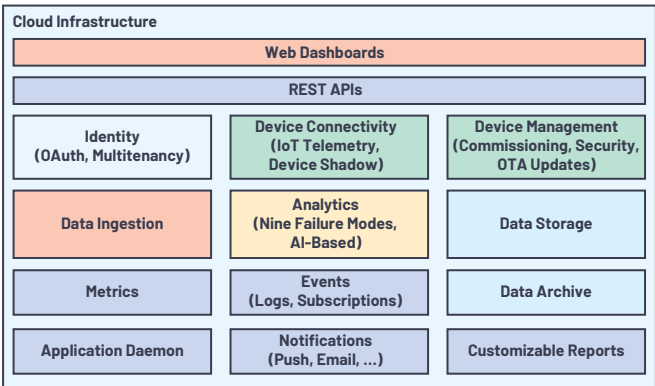 Cloud Infrastructure
Web Dashboards
REST APIs
Identity
(OAuth, Multitenancy)
Device Connectivity
(IoT Telemetry,
Device Shadow)
Device Management
(Commissioning, Security,
OTA Updates)
Data Ingestion
Analytics
(Nine Failure Modes,
AI-Based)
Data Storage
Metrics
Events
(Logs, Subscriptions)
Data Archive
Application Daemon
Notifications
(Push, Email, ...)
Customizable Reports